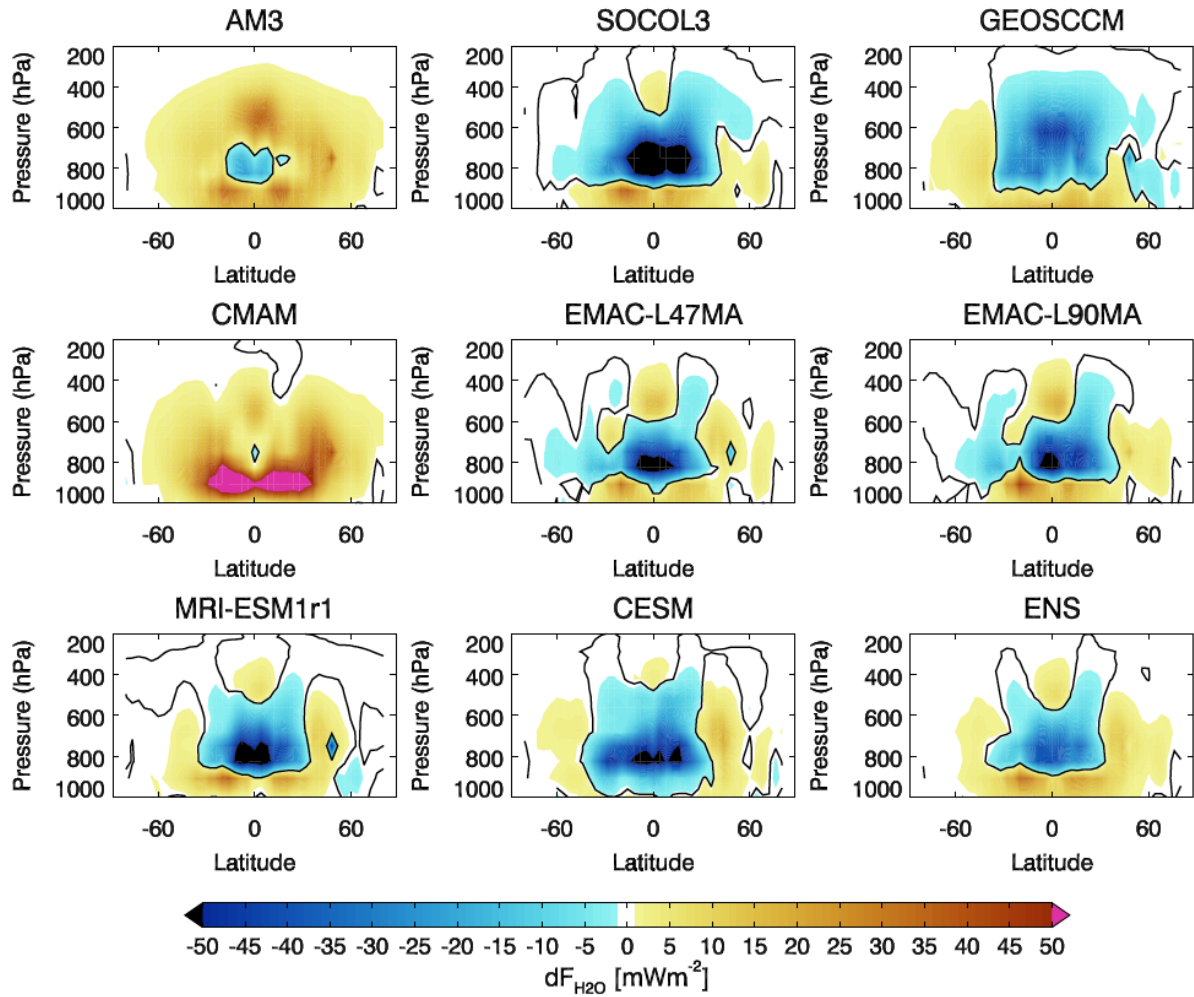 AM3 SOCOL3 GEOSCCM
Pressure (hPa) 200 400 600 800 1000 Pressure (hPa) 200 400 600 800 1000 Pressure (hPa) 200 400 600 800 1000
-60 0 60 -60 0 60 -60 0 60
Latitude Latitude Latitude
CMAM EMAC-L47MA EMAC-L90MA
Pressure (hPa) 200 400 600 800 1000 Pressure (hPa) 200 400 600 800 1000 Pressure (hPa) 200 400 600 800 1000
-60 0 60 -60 0 60 -60 0 60
Latitude Latitude Latitude
MRI-ESM1r1 CESM ENS
Pressure (hPa) 200 400 600 800 1000 Pressure (hPa) 200 400 600 800 1000 Pressure (hPa) 200 400 600 800 1000
-60 0 60 -60 0 60 -60 0 60
Latitude Latitude Latitude
-50 -45 -40 -35 -30 -25 -20 -15 -10 -5 0 5 10 15 20 25 30 35 40 45 50
dF_H2O [mWm^-2]